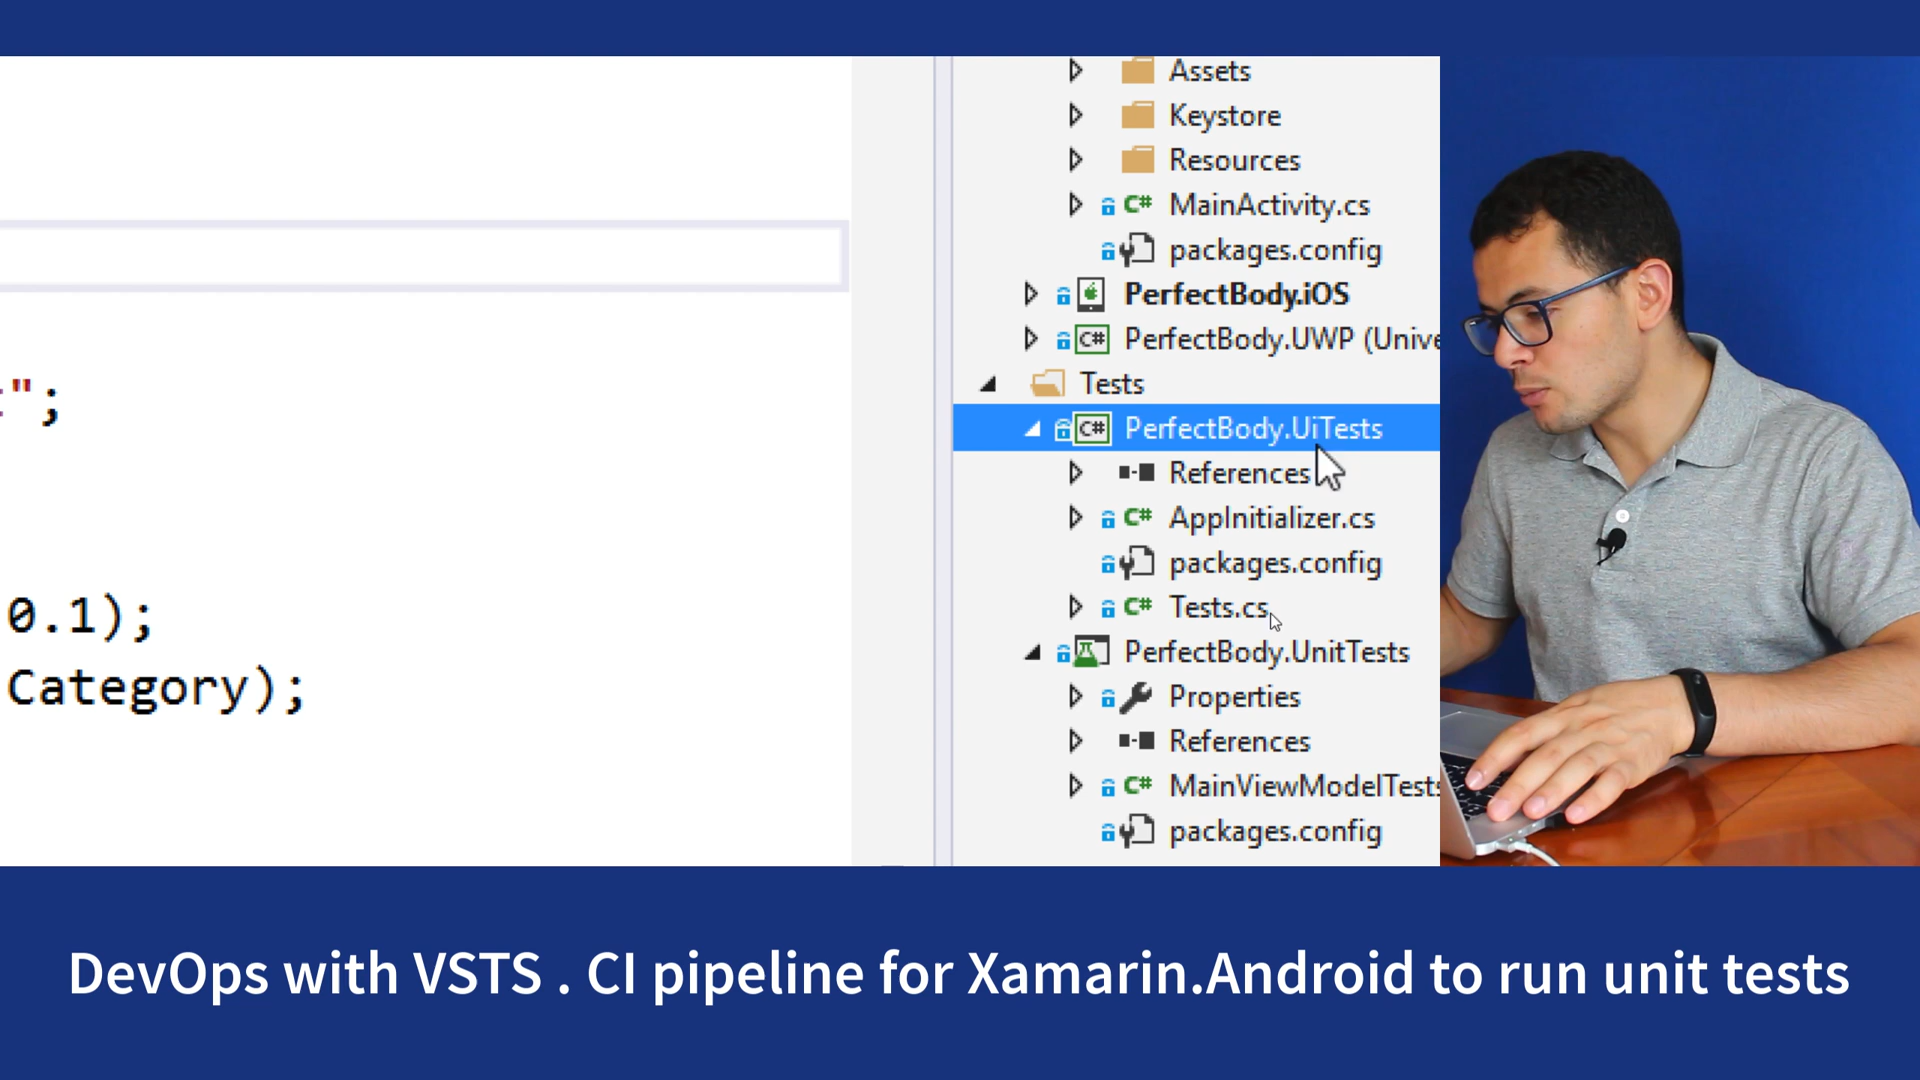 Assets
Keystore
Resources
C# MainActivity.cs
packages.config
PerfectBody.iOS
C# PerfectBody.UWP (Unive
Tests
C# PerfectBody.UiTests
References
C# AppInitializer.cs
packages.config
C# Tests.cs
PerfectBody.UnitTests
Properties
References
C# MainViewModelTests
packages.config
";
0.1);
Category);
DevOps with VSTS . CI pipeline for Xamarin.Android to run unit tests